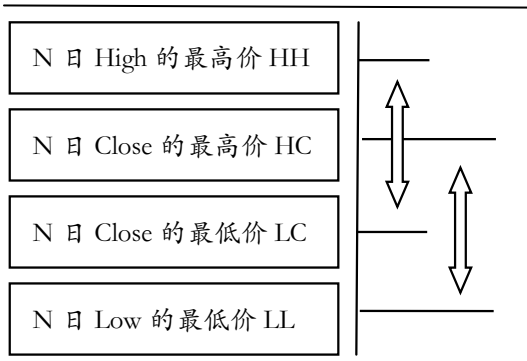 N 日 High 的最高价 HH
N 日 Close 的最高价 HC
N 日 Close 的最低价 LC
N 日 Low 的最低价 LL